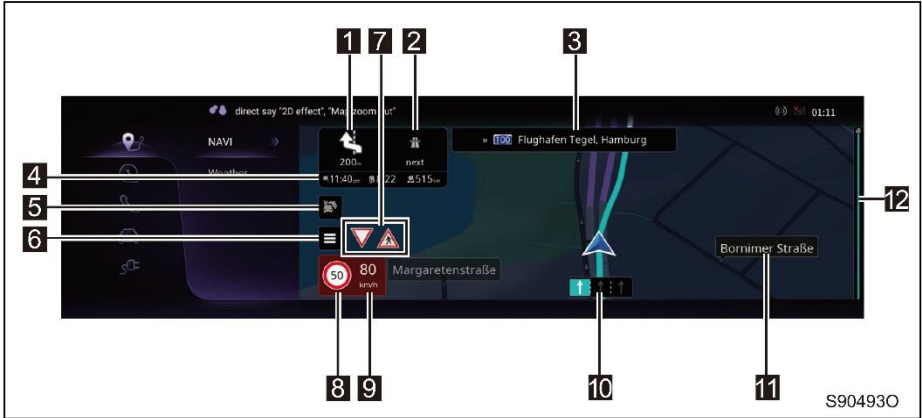 1 7 2 3
direct say "2D effect", "Map zoom out"
01:11
NAVI
100 Flughafen Tegel, Hamburg
200m
next
Weather
4
11:40pm
515km
5
6
12
Bornimer Straße
50
80
km/h
Margaretenstraße
8 9 10 11
S90493O